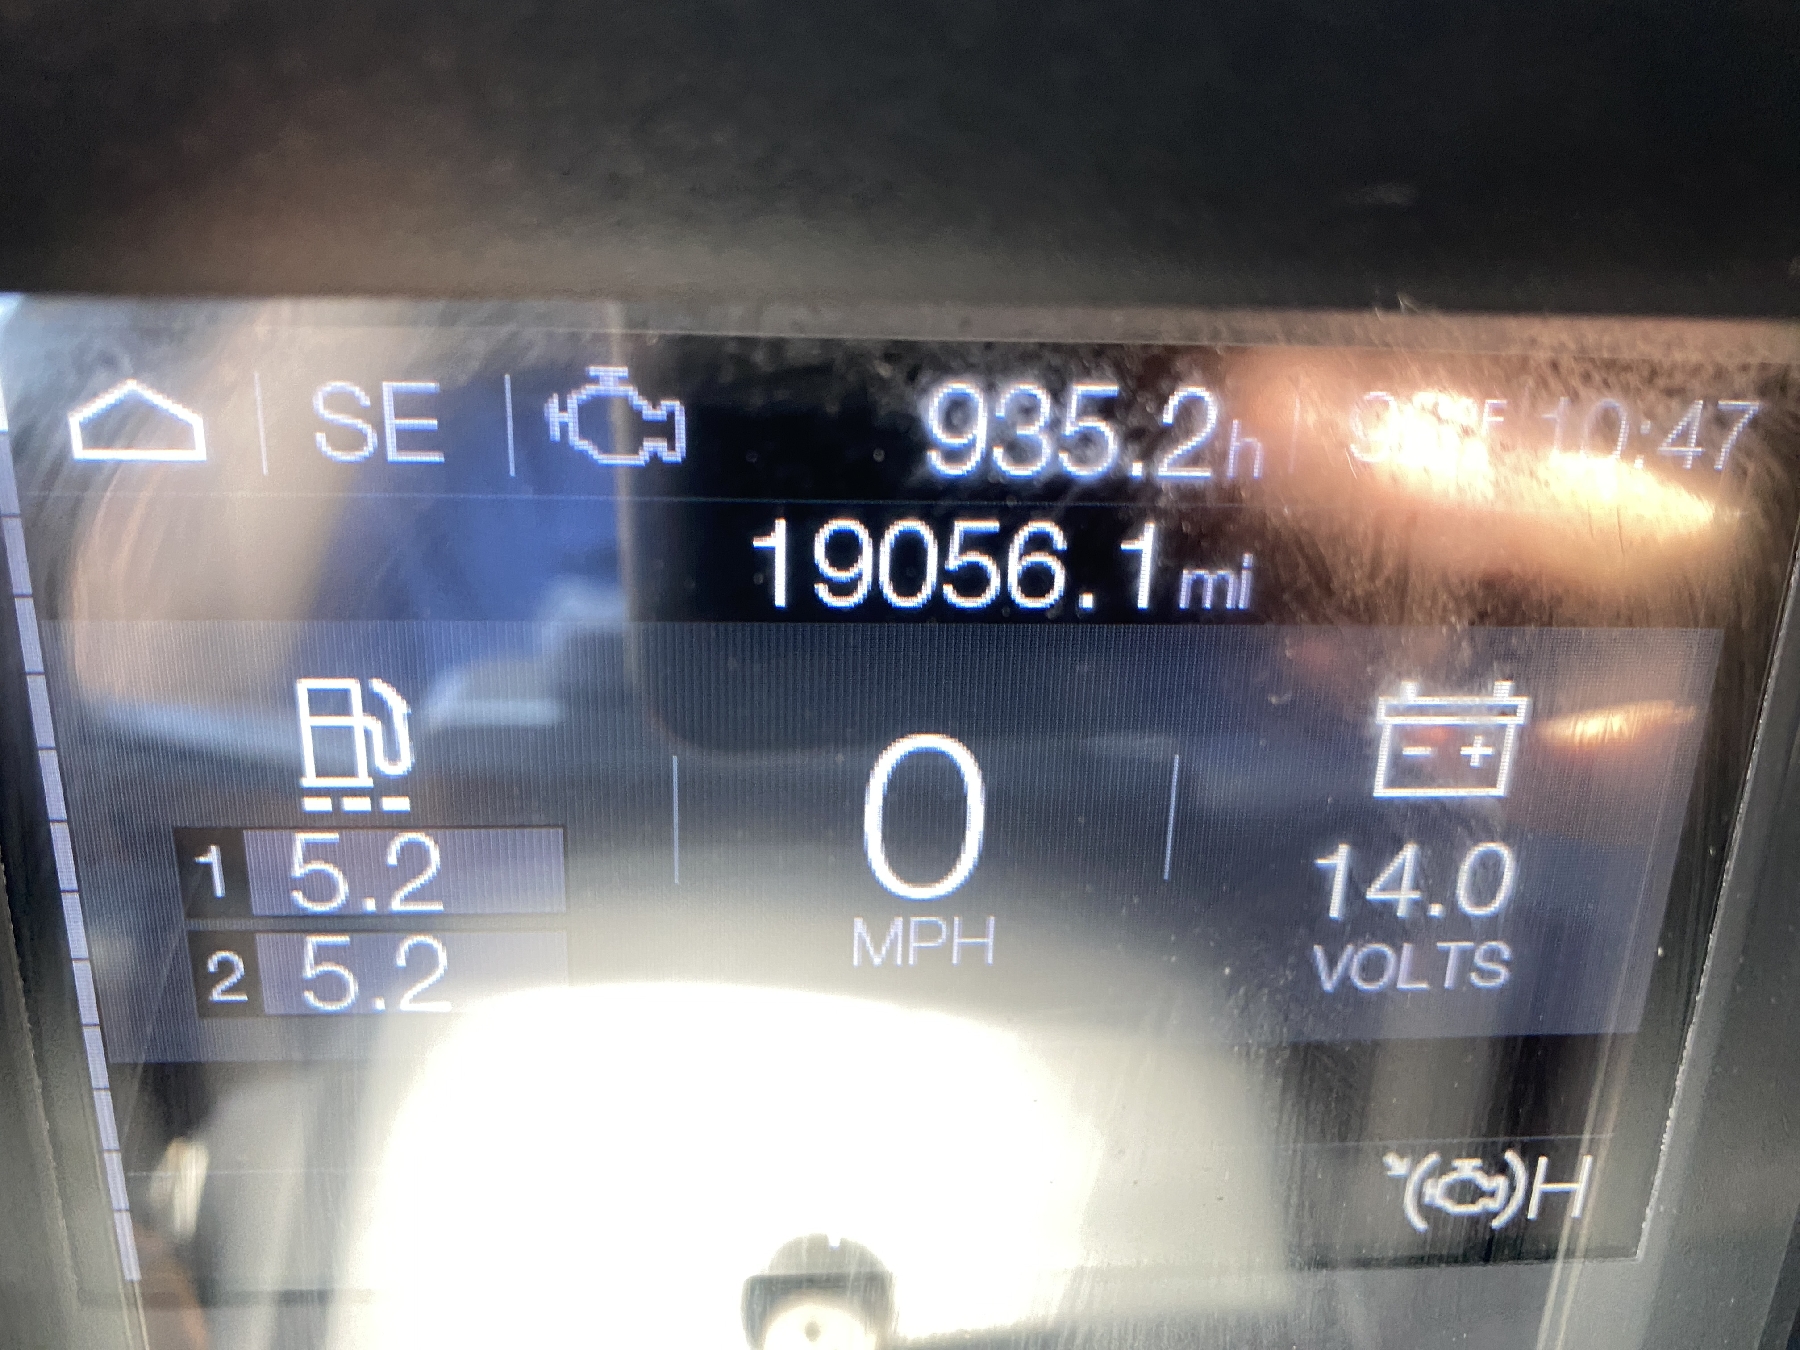 SE 935.2h 10:47
19056.1mi
1 5.2
2 5.2
0
MPH
- +
14.0
VOLTS
H